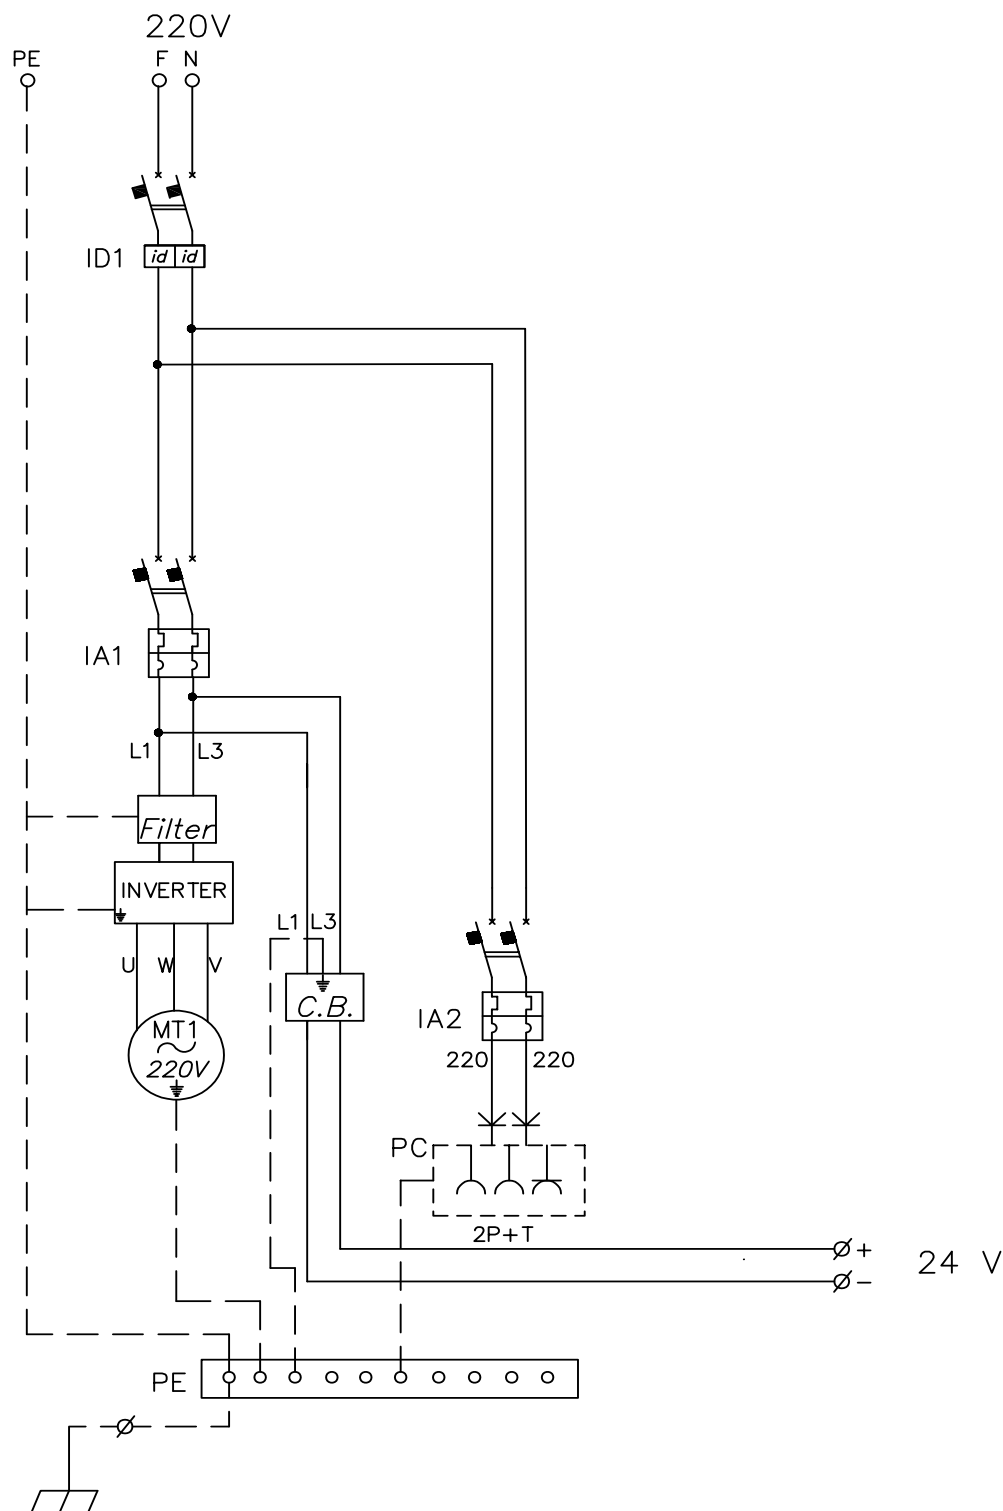 220V
PE
F N
ID1
id id
IA1
L1 L3
Filter
INVERTER
L1 L3
U W V
C.B.
MT1
220V
IA2
220 220
PC
2P+T
+
24 V
−
PE